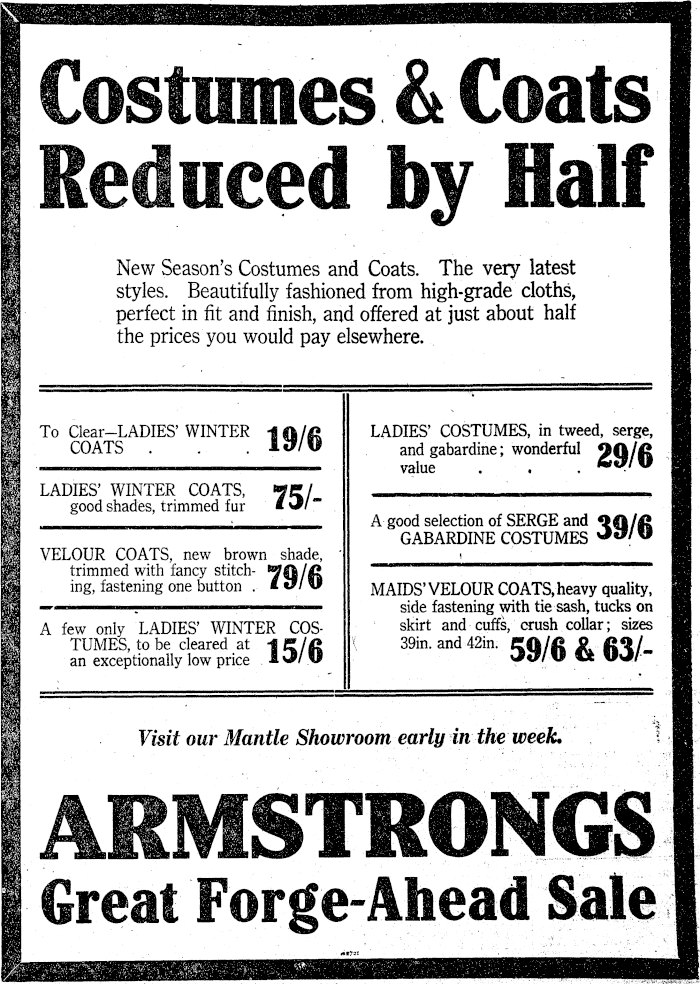 Costumes & Coats
Reduced by Half
New Season's Costumes and Coats. The very latest
styles. Beautifully fashioned from high-grade cloths,
perfect in fit and finish, and offered at just about half
the prices you would pay elsewhere.
To Clear—LADIES' WINTER
COATS . . . 19/6
LADIES' WINTER COATS,
good shades, trimmed fur 75/-
VELOUR COATS, new brown shade,
trimmed with fancy stitch-
ing, fastening one button . 79/6
A few only LADIES' WINTER COS-
TUMES, to be cleared at
an exceptionally low price 15/6
LADIES' COSTUMES, in tweed, serge,
and gabardine; wonderful
value . . . 29/6
A good selection of SERGE and
GABARDINE COSTUMES 39/6
MAIDS' VELOUR COATS, heavy quality,
side fastening with tie sash, tucks on
skirt and cuffs, crush collar; sizes
39in. and 42in. 59/6 & 63/-
Visit our Mantle Showroom early in the week.
ARMSTRONGS
Great Forge-Ahead Sale